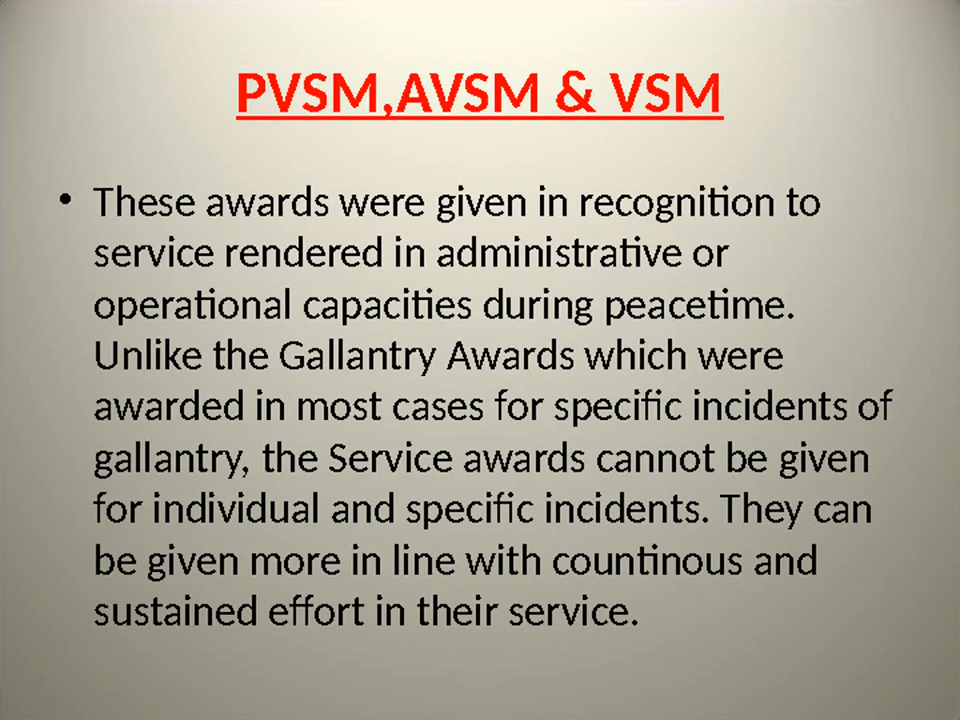 PVSM,AVSM & VSM
• These awards were given in recognition to
service rendered in administrative or
operational capacities during peacetime.
Unlike the Gallantry Awards which were
awarded in most cases for specific incidents of
gallantry, the Service awards cannot be given
for individual and specific incidents. They can
be given more in line with countinous and
sustained effort in their service.